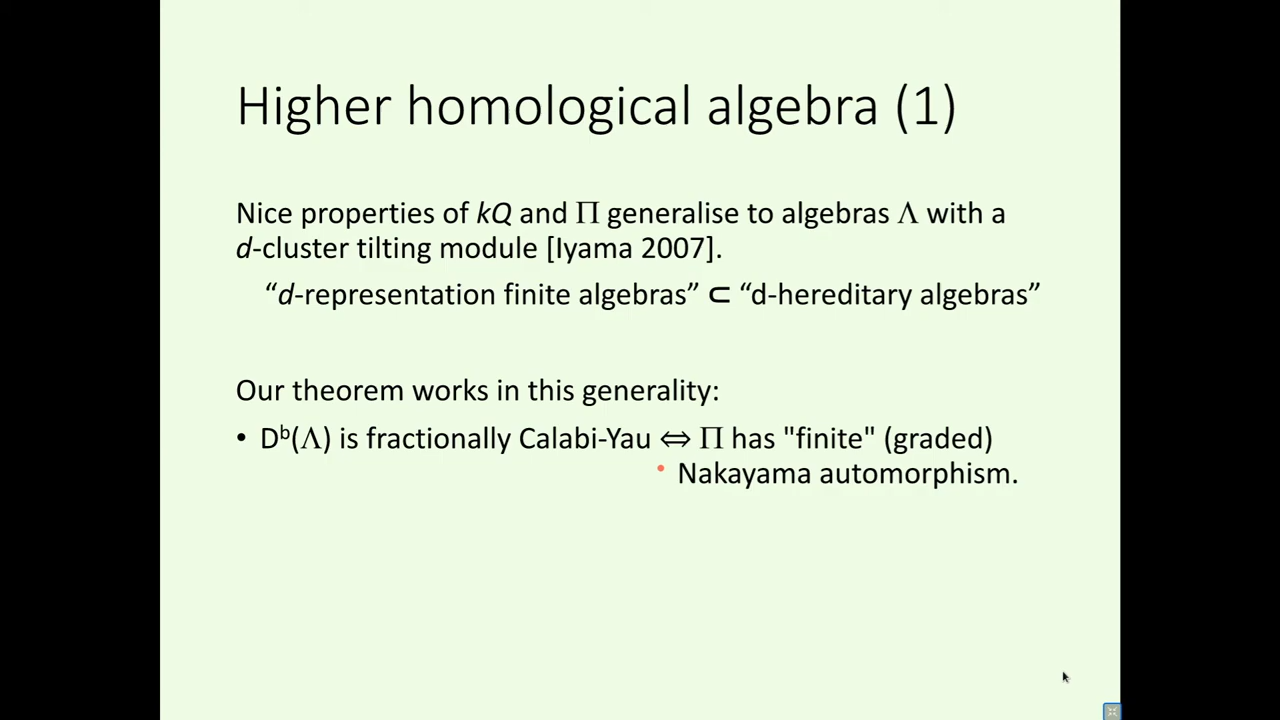 Higher homological algebra (1)
Nice properties of kQ and Π generalise to algebras Λ with a
d-cluster tilting module [Iyama 2007].
“d-representation finite algebras” ⊂ “d-hereditary algebras”
Our theorem works in this generality:
• Dᵇ(Λ) is fractionally Calabi-Yau ⇔ Π has "finite" (graded)
Nakayama automorphism.